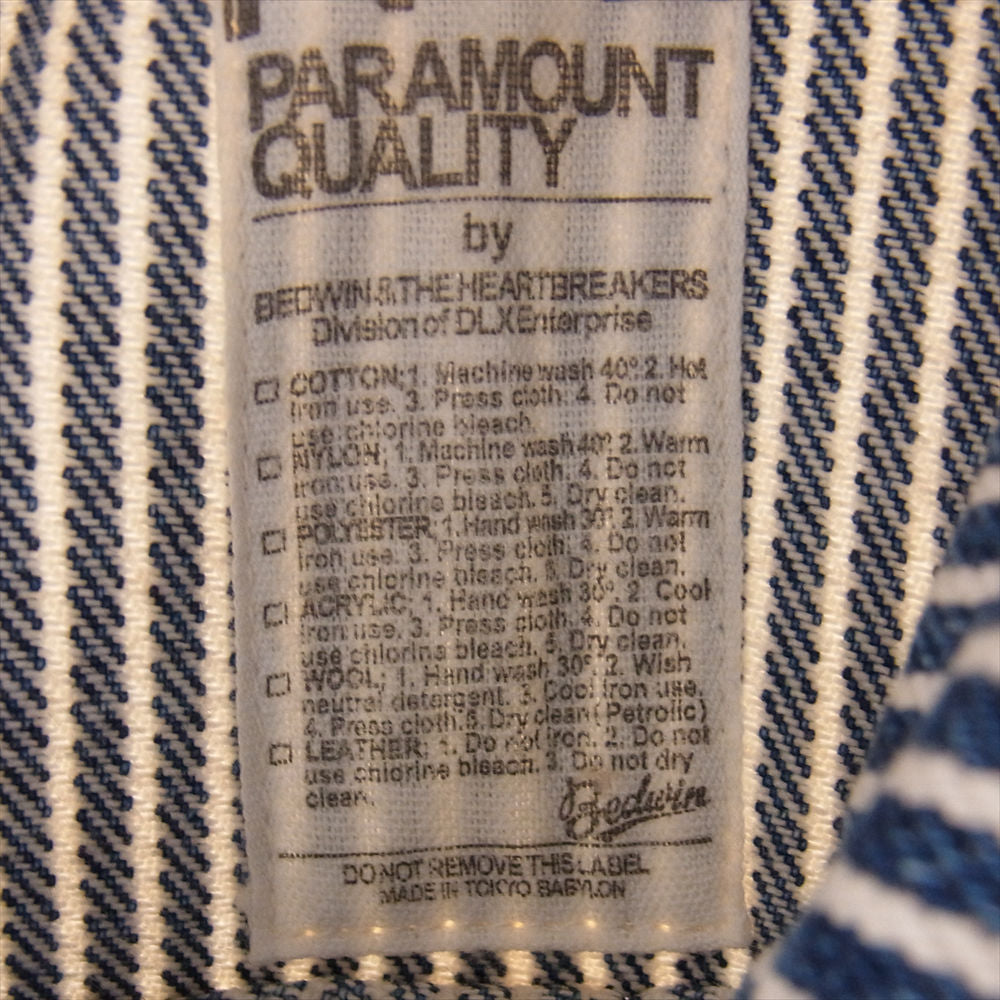 PARAMOUNT
QUALITY
by
BEDWIN & THE HEARTBREAKERS
Division of DLX Enterprise
COTTON; 1. Machine wash 40°. 2. Hot
iron use. 3. Press cloth. 4. Do not
use chlorine bleach.
NYLON; 1. Machine wash 40° 2. Warm
iron use. 3. Press cloth. 4. Do not
use chlorine bleach. 5. Dry clean.
POLYESTER; 1. Hand wash 30°. 2. Warm
iron use. 3. Press cloth. 4. Do not
use chlorine bleach. 5. Dry clean.
ACRYLIC; 1. Hand wash 30°. 2. Cool
iron use. 3. Press cloth. 4. Do not
use chlorine bleach. 5. Dry clean.
WOOL; 1. Hand wash 30°. 2. Wish
neutral detergent. 3. Cool iron use.
4. Press cloth. 5. Dry clean (Petrolic)
LEATHER; 1. Do not iron. 2. Do not
use chlorine bleach. 3. Do not dry
clean.
Bedwin
DO NOT REMOVE THIS LABEL
MADE IN TOKYO BABYLON